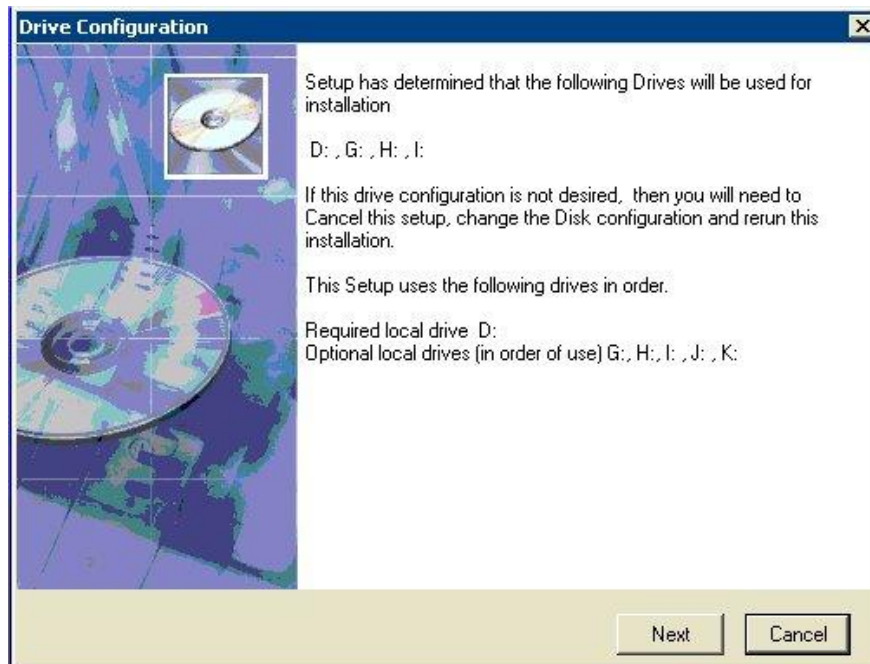 Drive Configuration
Setup has determined that the following Drives will be used for
installation
D: , G: , H: , I:
If this drive configuration is not desired, then you will need to
Cancel this setup, change the Disk configuration and rerun this
installation.
This Setup uses the following drives in order.
Required local drive D:
Optional local drives (in order of use) G:, H:, I: , J: , K:
Next
Cancel